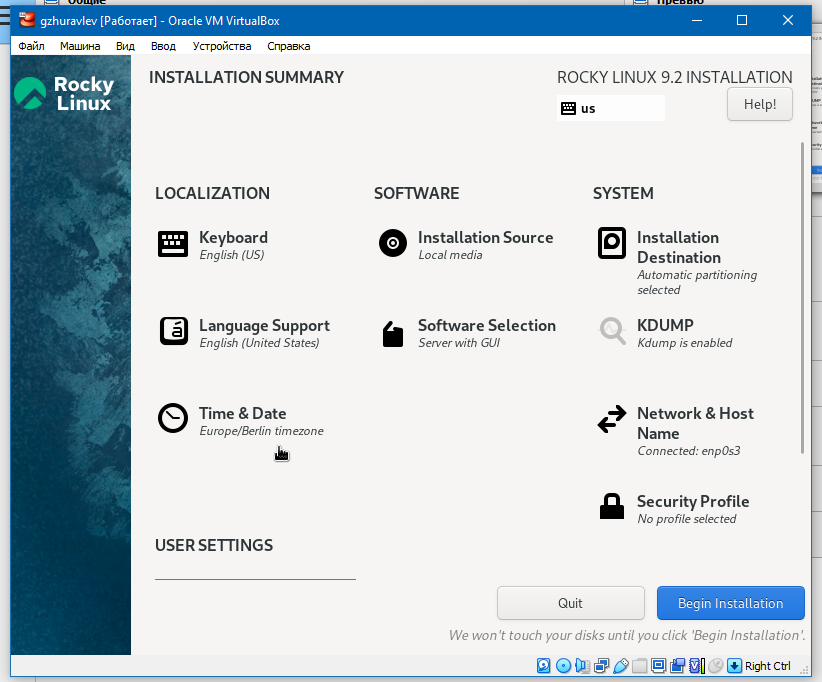 Общие
Превью
gzhuravlev [Работает] - Oracle VM VirtualBox
Файл Машина Вид Ввод Устройства Справка
Rocky
Linux
INSTALLATION SUMMARY
ROCKY LINUX 9.2 INSTALLATION
us
Help!
LOCALIZATION
Keyboard
English (US)
Language Support
English (United States)
Time & Date
Europe/Berlin timezone
SOFTWARE
Installation Source
Local media
Software Selection
Server with GUI
SYSTEM
Installation
Destination
Automatic partitioning
selected
KDUMP
Kdump is enabled
Network & Host
Name
Connected: enp0s3
Security Profile
No profile selected
USER SETTINGS
Quit
Begin Installation
We won't touch your disks until you click 'Begin Installation'.
Right Ctrl